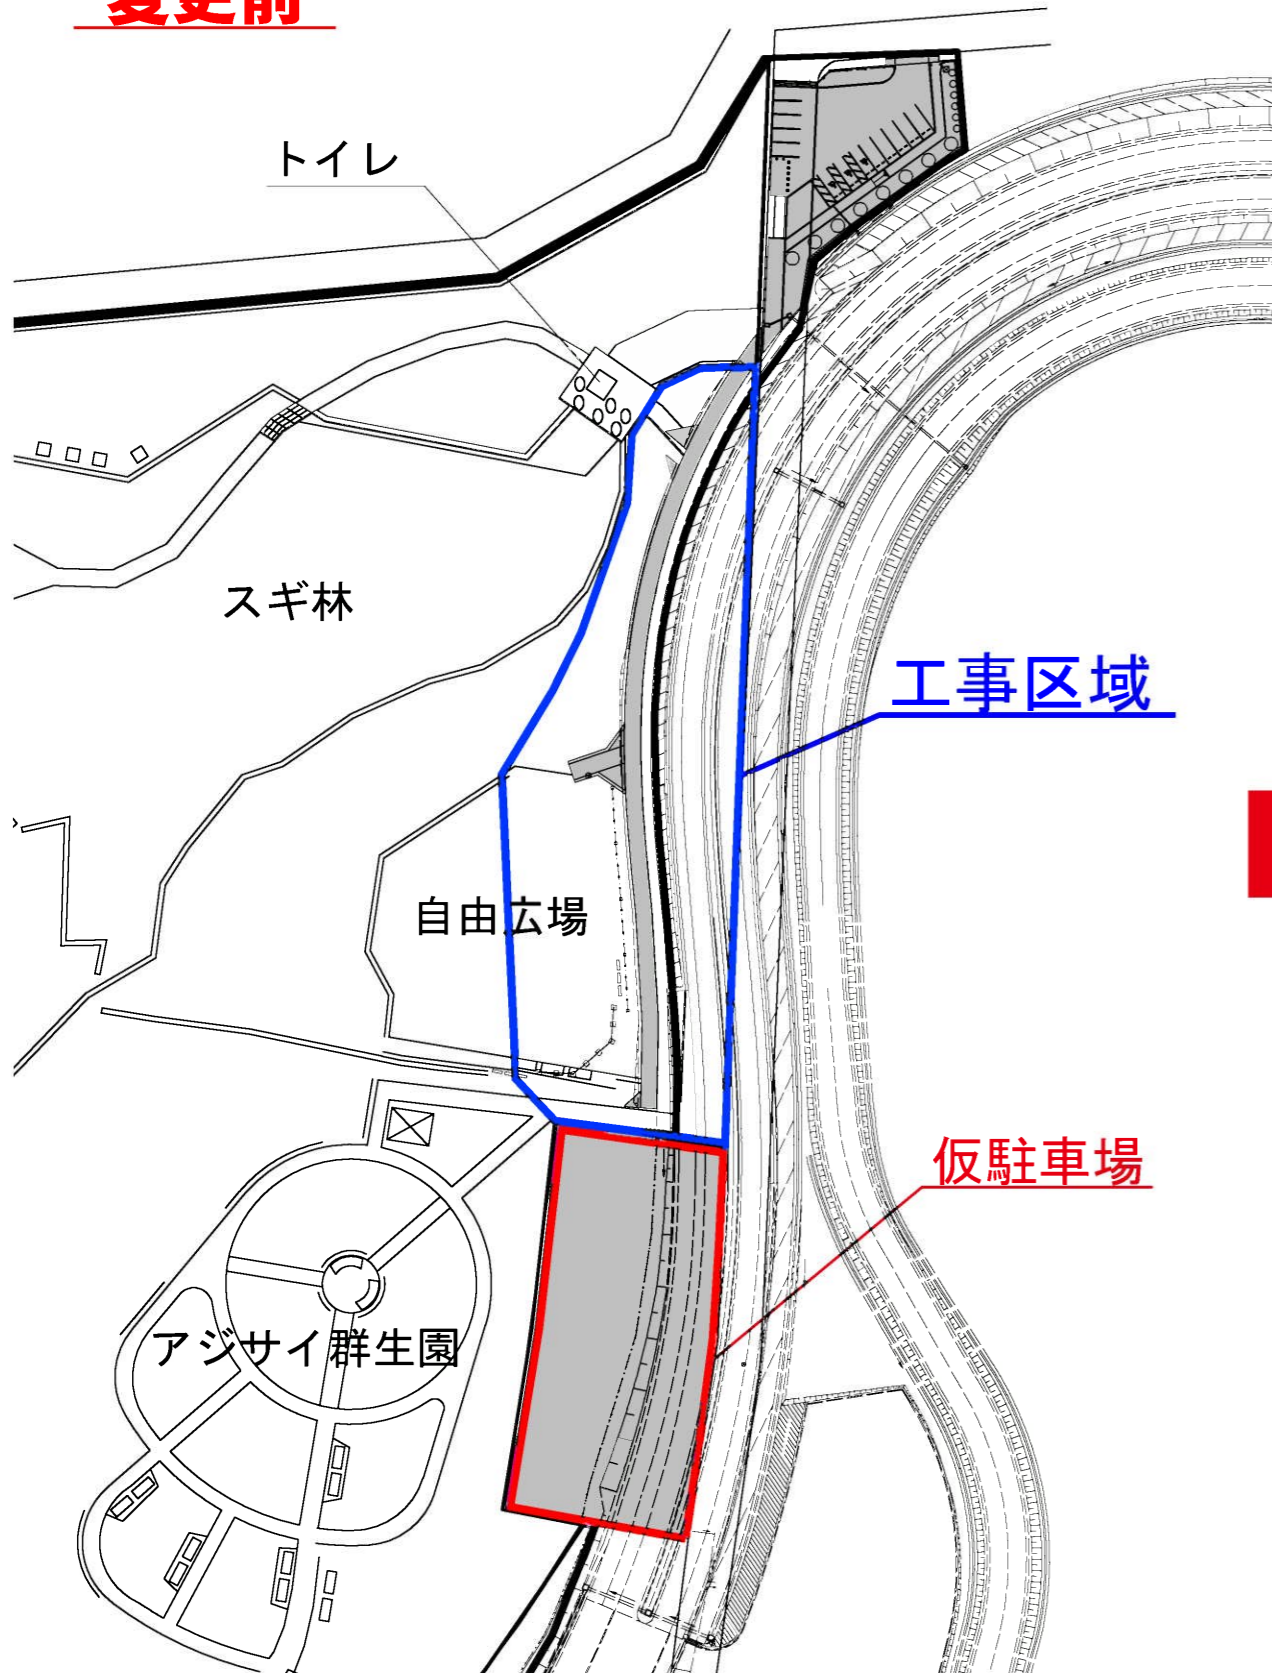 変更前
トイレ
スギ林
工事区域
自由広場
仮駐車場
アジサイ群生園